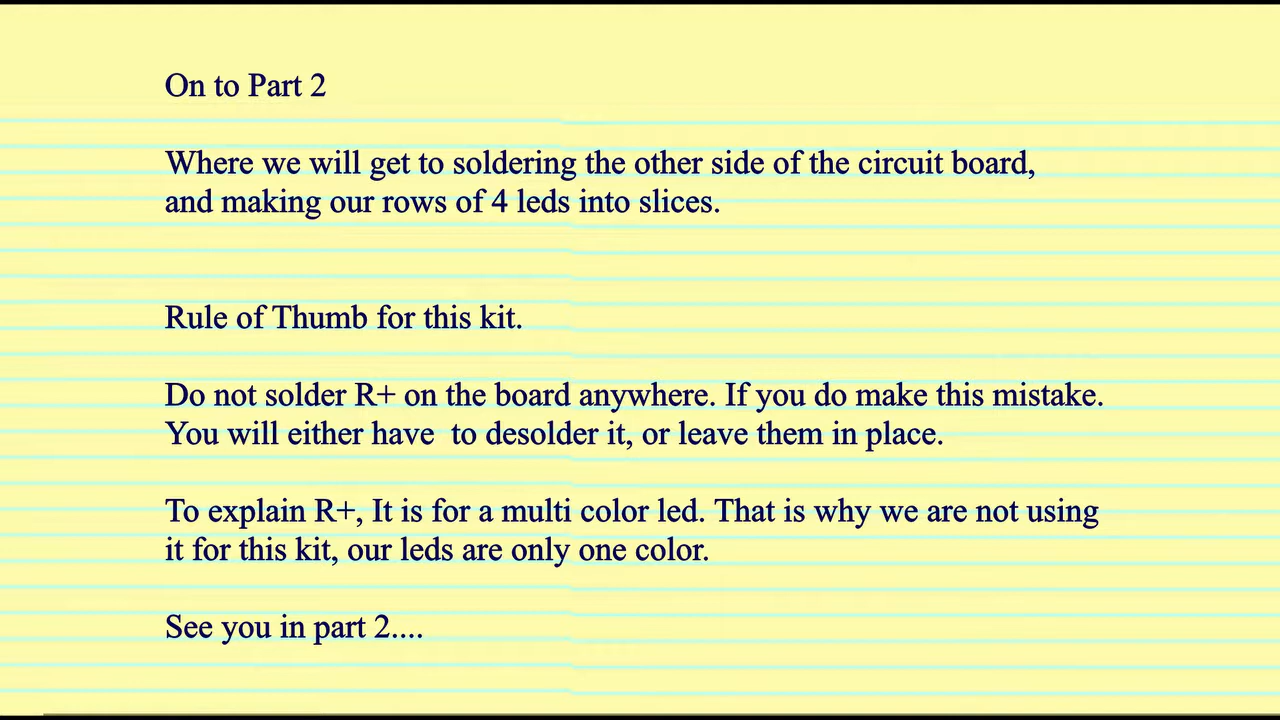 On to Part 2
Where we will get to soldering the other side of the circuit board,
and making our rows of 4 leds into slices.
Rule of Thumb for this kit.
Do not solder R+ on the board anywhere. If you do make this mistake.
You will either have  to desolder it, or leave them in place.
To explain R+, It is for a multi color led. That is why we are not using
it for this kit, our leds are only one color.
See you in part 2....